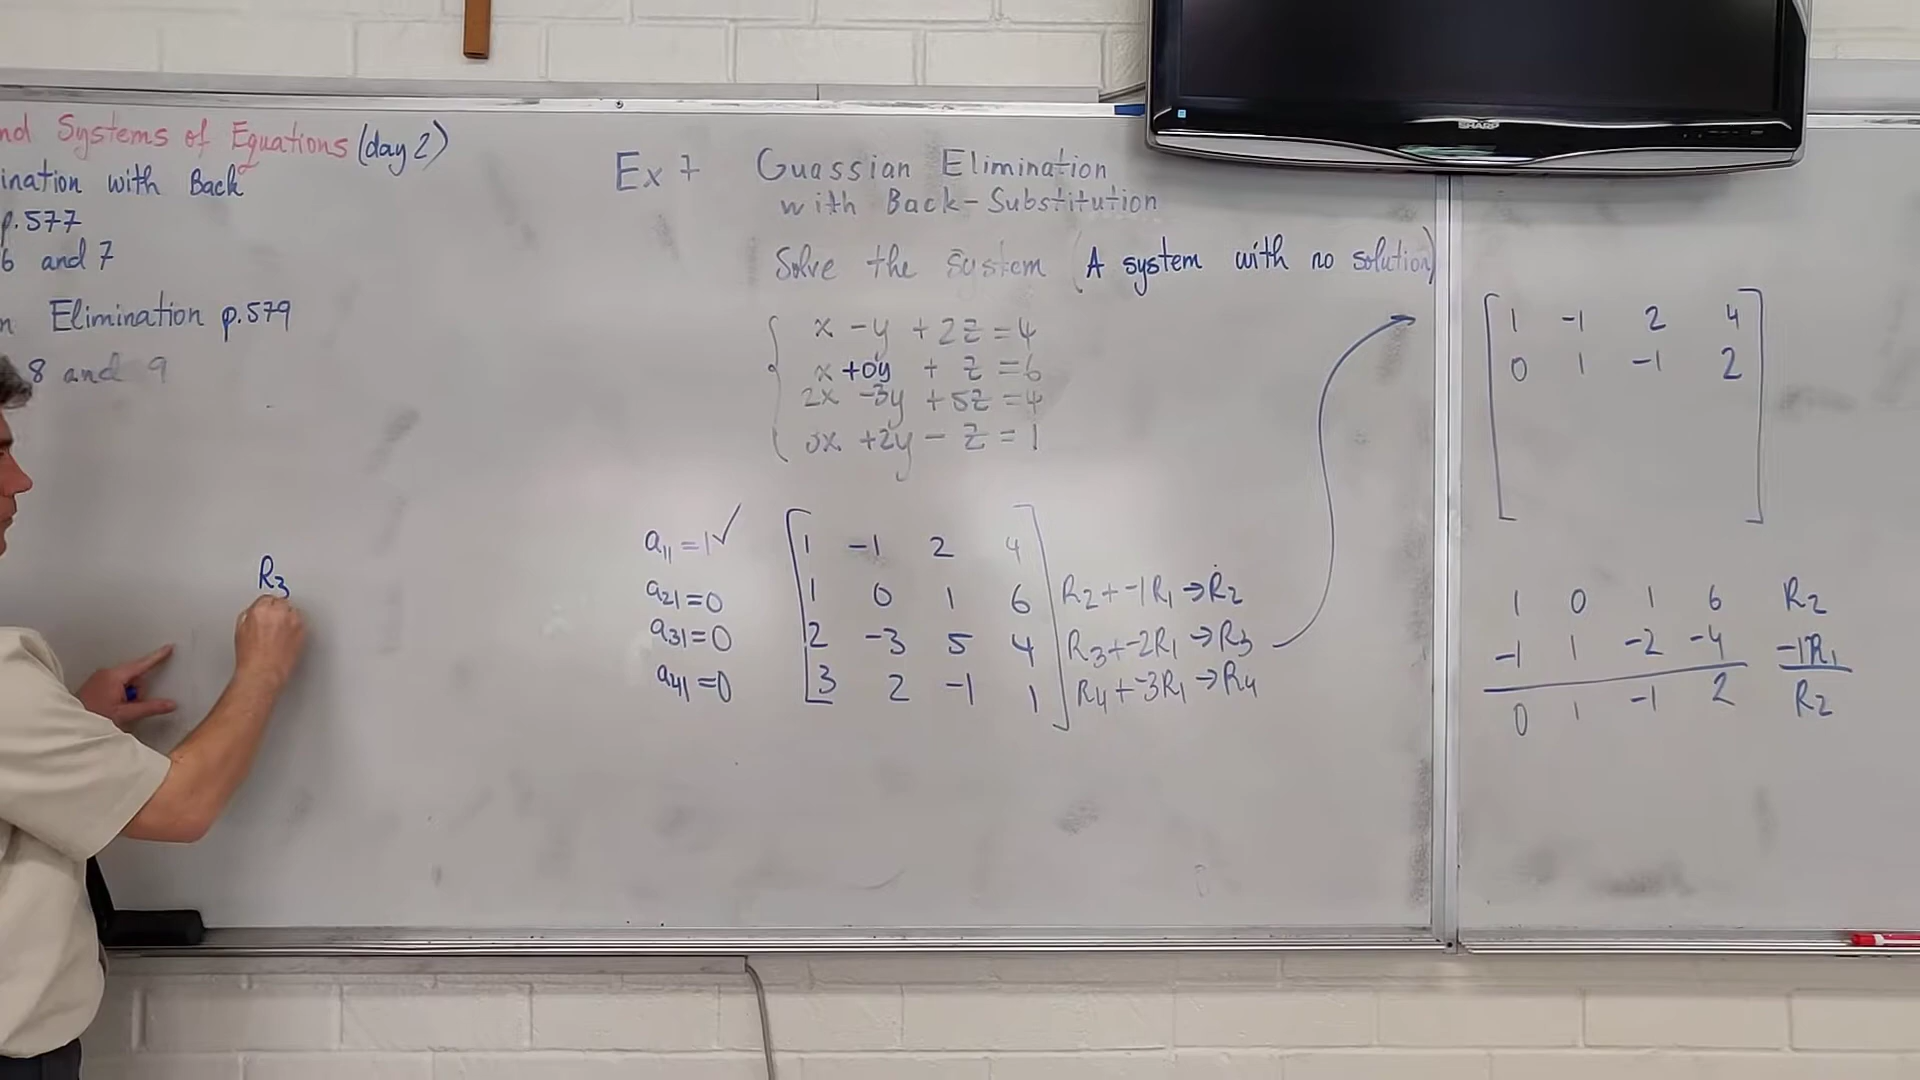 nd Systems of Equations (day 2)
ination with Back
p.577
6 and 7
n Elimination p.579
8 and 9
R3
Ex 7 Guassian Elimination
with Back-Substitution
Solve the system (A system with no solution)
x - y + 2z = 4
x + 0y + z = 6
2x - 3y + 5z = 4
3x + 2y - z = 1
a11 = 1 ✓ 1 -1 2 4
a21 = 0 1 0 1 6 R2 + -1R1 → R2
a31 = 0 2 -3 5 4 R3 + -2R1 → R3
a41 = 0 3 2 -1 1 R4 + -3R1 → R4
SHARP
1 -1 2 4
0 1 -1 2
1 0 1 6 R2
-1 1 -2 -4 -1R1
0 1 -1 2 R2